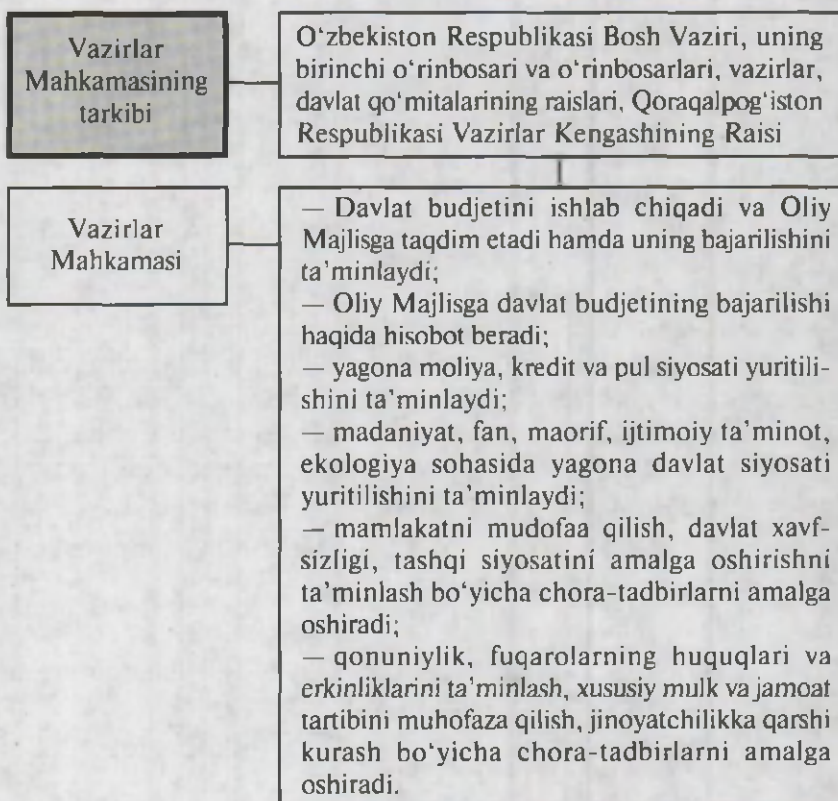 Vazirlar
Mahkamasining
tarkibi
O‘zbekiston Respublikasi Bosh Vaziri, uning
birinchi o‘rinbosari va o‘rinbosarlari, vazirlar,
davlat qo‘mitalarining raislari, Qoraqalpog‘iston
Respublikasi Vazirlar Kengashining Raisi
Vazirlar
Mahkamasi
— Davlat budjetini ishlab chiqadi va Oliy
Majlisga taqdim etadi hamda uning bajarilishini
ta’minlaydi;
— Oliy Majlisga davlat budjetining bajarilishi
haqida hisobot beradi;
— yagona moliya, kredit va pul siyosati yuritili-
shini ta’minlaydi;
— madaniyat, fan, maorif, ijtimoiy ta’minot,
ekologiya sohasida yagona davlat siyosati
yuritilishini ta’minlaydi;
— mamlakatni mudofaa qilish, davlat xavf-
sizligi, tashqi siyosatini amalga oshirishni
ta’minlash bo‘yicha chora-tadbirlarni amalga
oshiradi;
— qonuniylik, fuqarolarning huquqlari va
erkinliklarini ta’minlash, xususiy mulk va jamoat
tartibini muhofaza qilish, jinoyatchilikka qarshi
kurash bo‘yicha chora-tadbirlarni amalga
oshiradi.